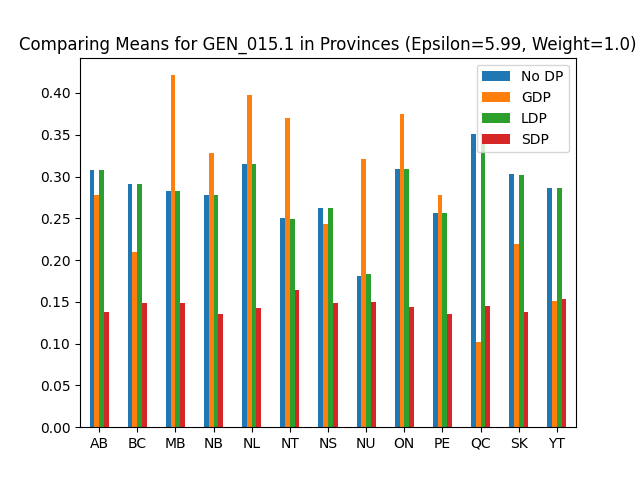 Comparing Means for GEN_015.1 in Provinces (Epsilon=5.99, Weight=1.0)
No DP
GDP
LDP
SDP
0.40
0.35
0.30
0.25
0.20
0.15
0.10
0.05
0.00
AB BC MB NB NL NT NS NU ON PE QC SK YT